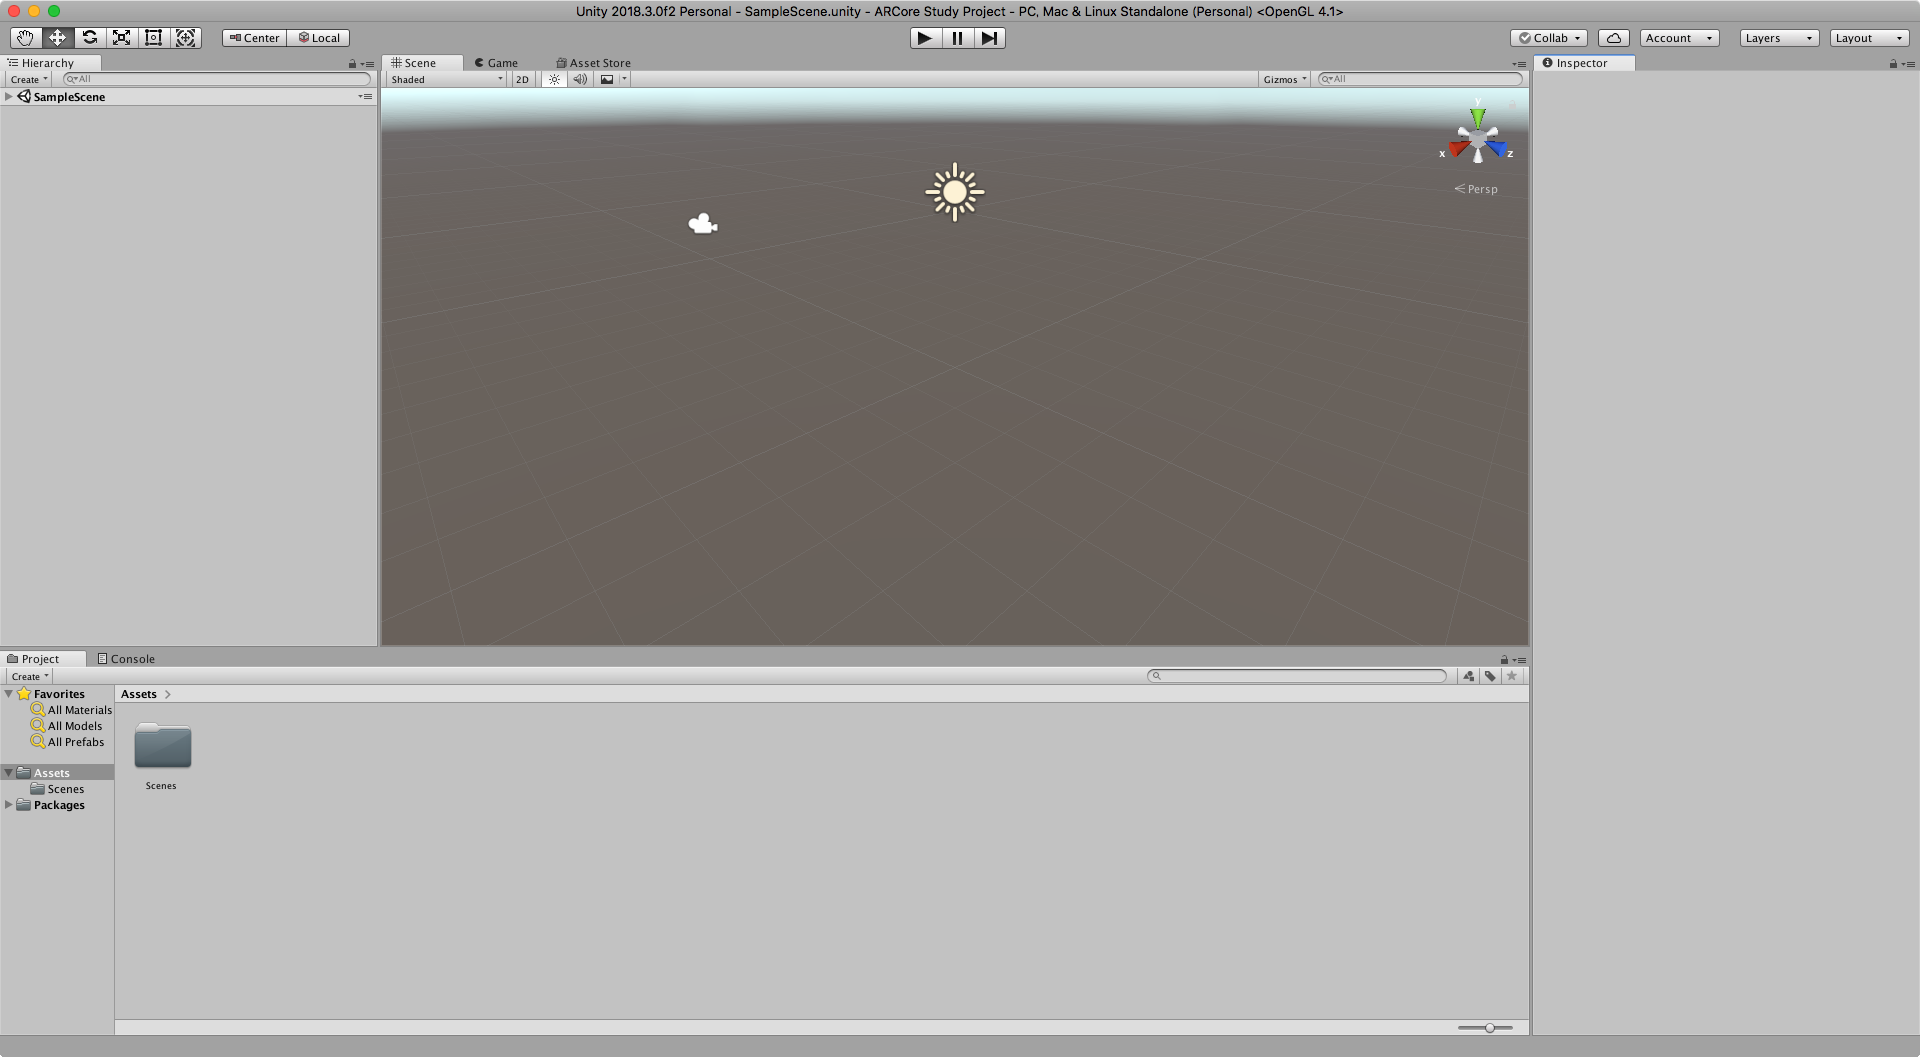 Unity 2018.3.0f2 Personal - SampleScene.unity - ARCore Study Project - PC, Mac & Linux Standalone (Personal) <OpenGL 4.1>
Center Local Collab Account Layers Layout
Hierarchy
Create All
SampleScene
Scene Game Asset Store
Shaded 2D Gizmos All
Y
x z
Persp
Inspector
Project Console
Create
Favorites
All Materials
All Models
All Prefabs
Assets
Scenes
Packages
Assets
Scenes